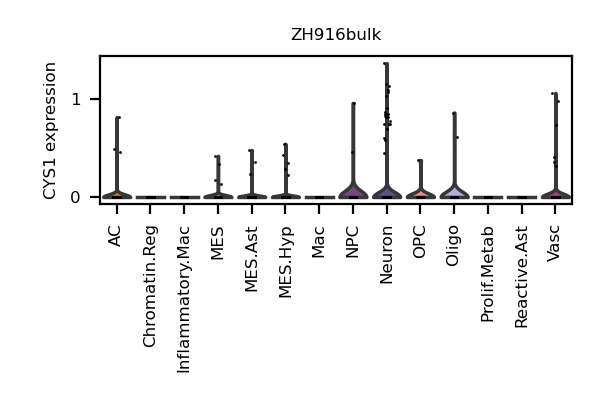 ZH916bulk
CYS1 expression
1
0
AC
Chromatin.Reg
Inflammatory.Mac
MES
MES.Ast
MES.Hyp
Mac
NPC
Neuron
OPC
Oligo
Prolif.Metab
Reactive.Ast
Vasc